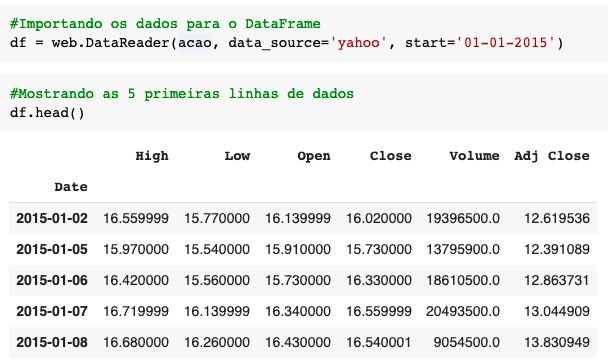 #Importando os dados para o DataFrame
df = web.DataReader(acao, data_source='yahoo', start='01-01-2015')
#Mostrando as 5 primeiras linhas de dados
df.head()
High Low Open Close Volume Adj Close
Date
2015-01-02 16.559999 15.770000 16.139999 16.020000 19396500.0 12.619536
2015-01-05 15.970000 15.540000 15.910000 15.730000 13795900.0 12.391089
2015-01-06 16.420000 15.560000 15.730000 16.330000 18610500.0 12.863731
2015-01-07 16.719999 16.139999 16.340000 16.559999 20493500.0 13.044909
2015-01-08 16.680000 16.260000 16.430000 16.540001 9054500.0 13.830949